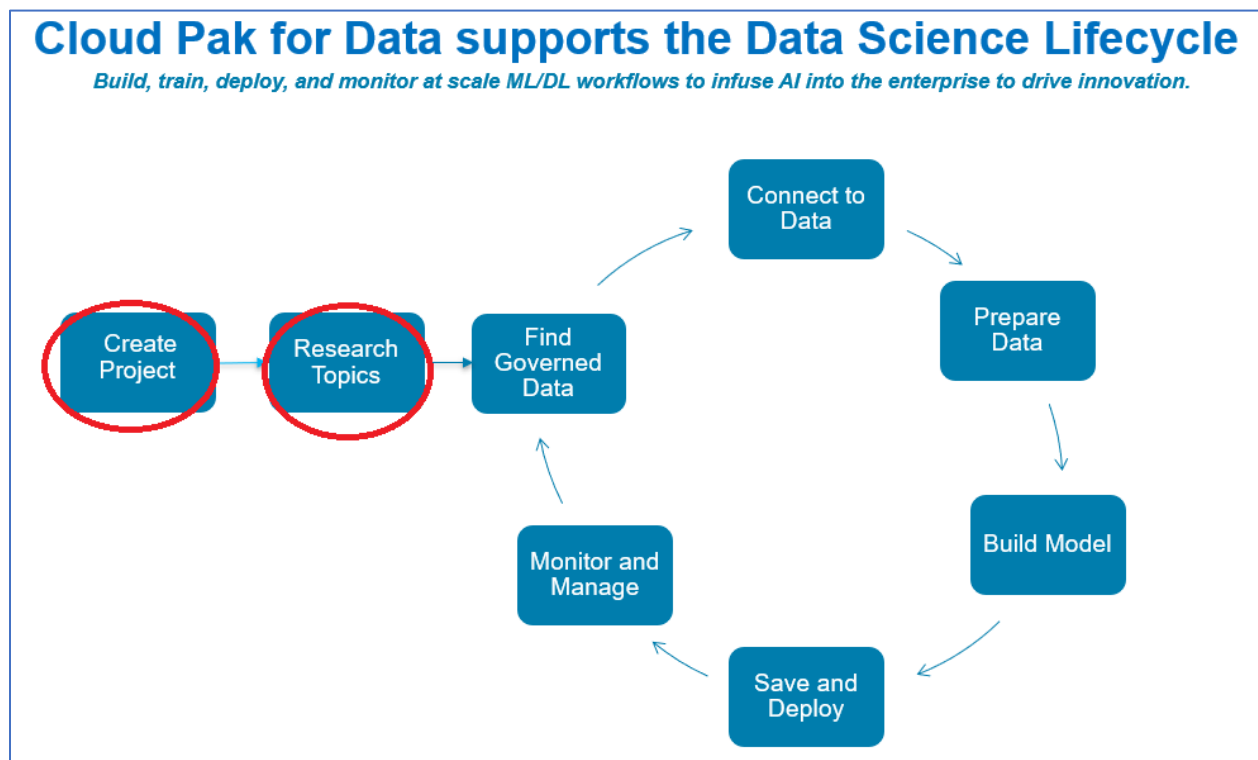 Cloud Pak for Data supports the Data Science Lifecycle
Build, train, deploy, and monitor at scale ML/DL workflows to infuse AI into the enterprise to drive innovation.
Create
Project
Research
Topics
Find
Governed
Data
Connect to
Data
Prepare
Data
Build Model
Save and
Deploy
Monitor and
Manage